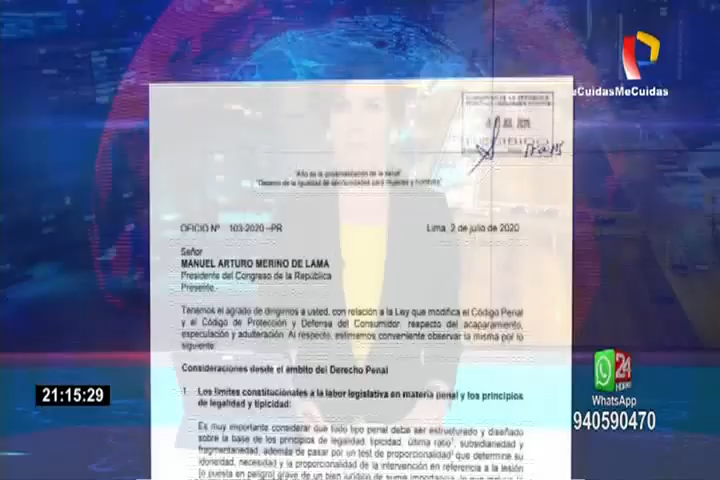 eCuidasMeCuidas
"Año de la universalización de la salud"
"Decenio de la igualdad de oportunidades para mujeres y hombres"
OFICIO Nº 103-2020 -PR
Lima, 2 de julio de 2020
Señor
MANUEL ARTURO MERINO DE LAMA
Presidente del Congreso de la República
Presente.-
Tenemos el agrado de dirigirnos a usted, con relación a la Ley que modifica el Código Penal
y el Código de Protección y Defensa del Consumidor, respecto del acaparamiento,
especulación y adulteración. Al respecto, estimamos conveniente observar la misma por lo
siguiente:
Consideraciones desde el ámbito del Derecho Penal
1. Los límites constitucionales a la labor legislativa en materia penal y los principios
de legalidad y tipicidad:
Es muy importante considerar que todo tipo penal debe ser estructurado y diseñado
sobre la base de los principios de legalidad, tipicidad, última ratio, subsidiariedad y
fragmentariedad, además de pasar por un test de proporcionalidad que determine su
idoneidad, necesidad y la proporcionalidad de la intervención en referencia a la lesión
(o puesta en peligro) grave de un bien jurídico de suma importancia,
21:15:29
24
HORAS
WhatsApp
940590470